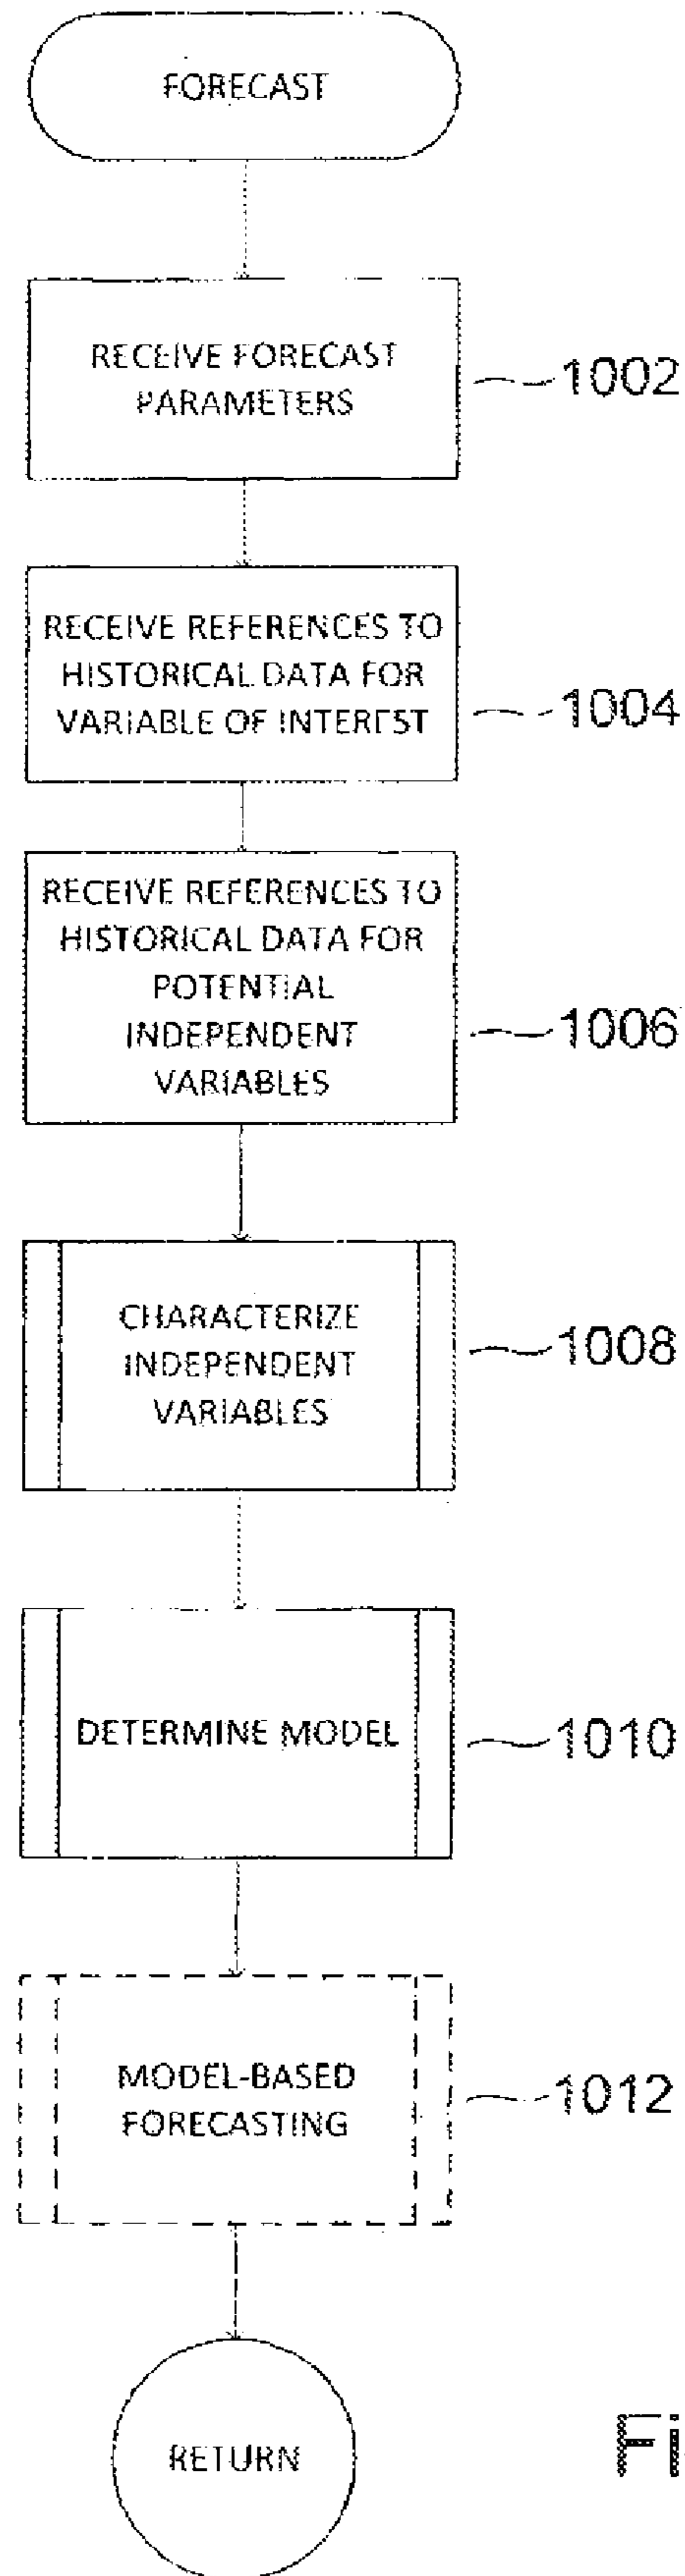 FORECAST
RECEIVE FORECAST
PARAMETERS
1002
RECEIVE REFERENCES TO
HISTORICAL DATA FOR
VARIABLE OF INTEREST
1004
RECEIVE REFERENCES TO
HISTORICAL DATA FOR
POTENTIAL
INDEPENDENT
VARIABLES
1006
CHARACTERIZE
INDEPENDENT
VARIABLES
1008
DETERMINE MODEL
1010
MODEL-BASED
FORECASTING
1012
RETURN
Fi